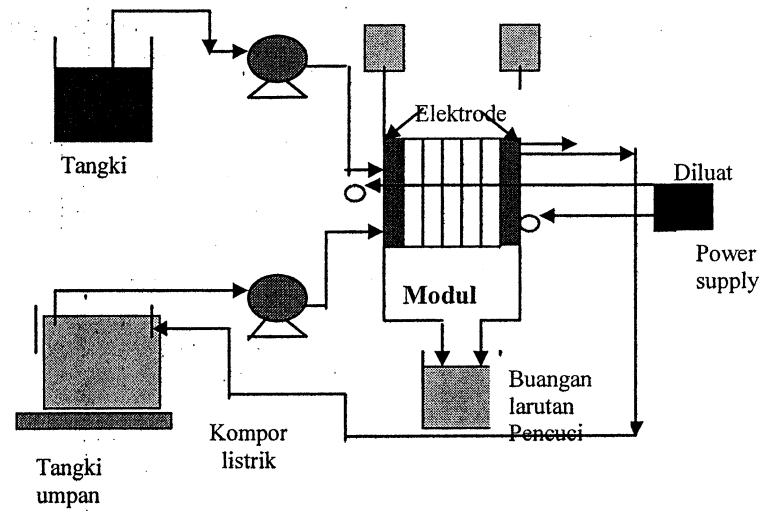 Elektrode
Tangki
Diluat
Power
supply
Modul
Buangan
larutan
Pencuci
Kompor
listrik
Tangki
umpan